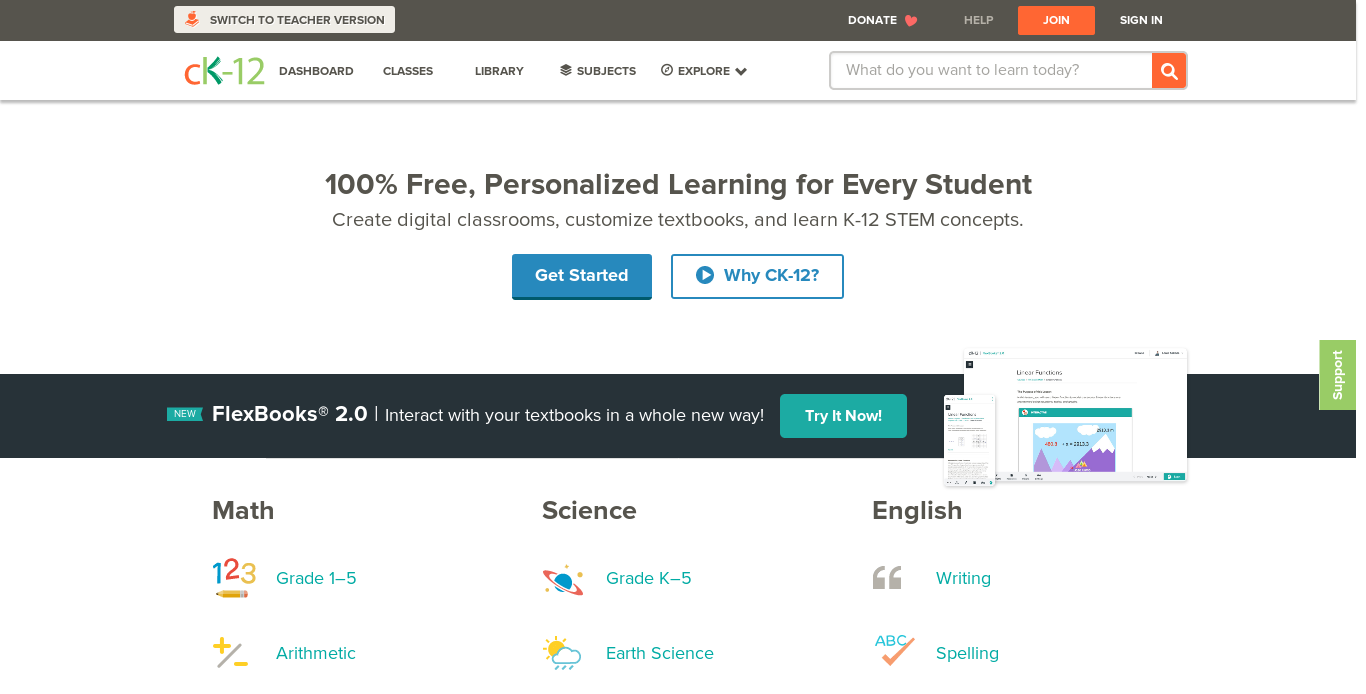 SWITCH TO TEACHER VERSION
DONATE
HELP
JOIN
SIGN IN
cK-12
DASHBOARD
CLASSES
LIBRARY
SUBJECTS
EXPLORE
What do you want to learn today?
100% Free, Personalized Learning for Every Student
Create digital classrooms, customize textbooks, and learn K-12 STEM concepts.
Get Started
Why CK-12?
Support
NEW FlexBooks® 2.0 | Interact with your textbooks in a whole new way!
Try It Now!
Linear Functions
Linear Functions
Math
Science
English
123
Grade 1–5
Grade K–5
Writing
Arithmetic
Earth Science
ABC
Spelling